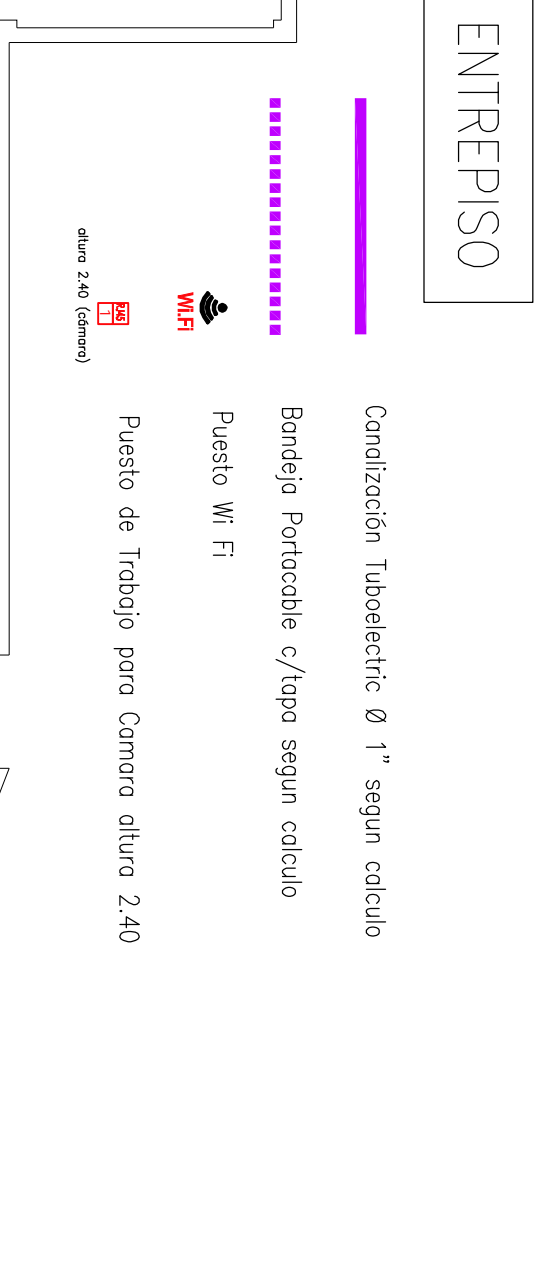 ENTREPISO
Canalización Tuboelectric Ø 1” segun calculo
Bandeja Portacable c/tapa segun calculo
Wi.Fi
Puesto Wi Fi
RJ45
1
altura 2.40 (cámara)
Puesto de Trabajo para Camara altura 2.40